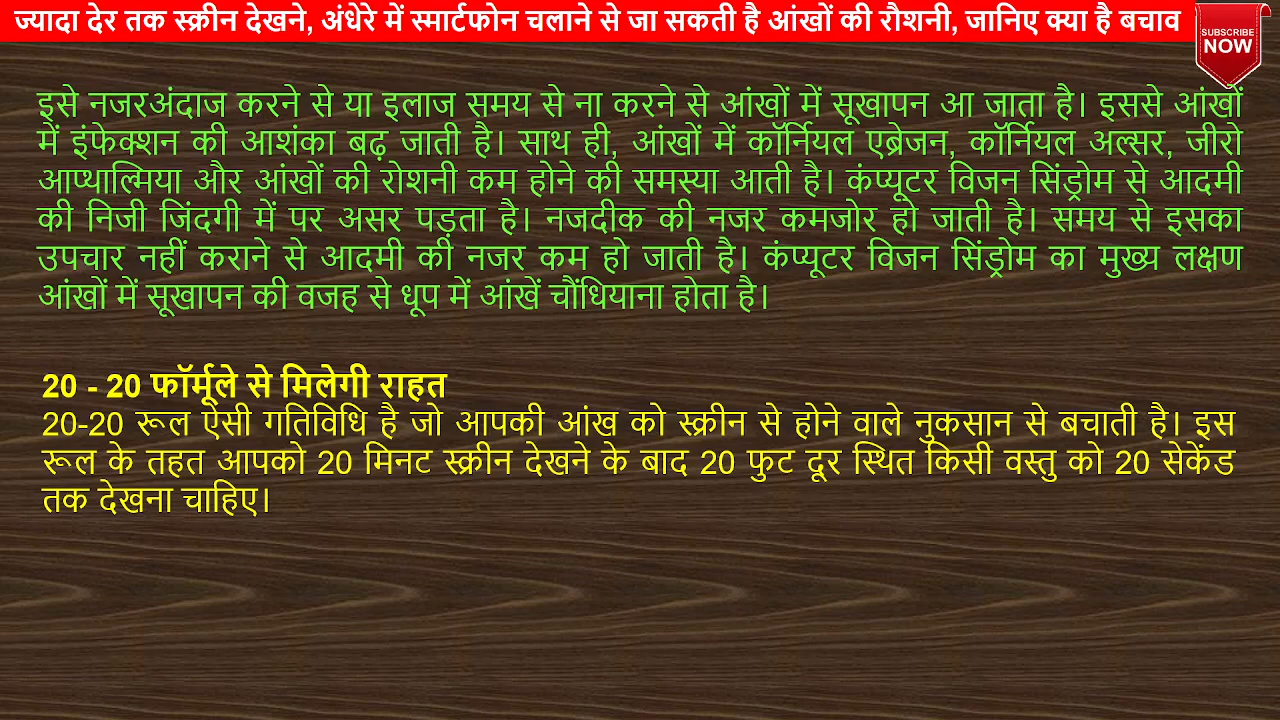 ज्यादा देर तक स्क्रीन देखने, अंधेरे में स्मार्टफोन चलाने से जा सकती है आंखों की रौशनी, जानिए क्या है बचाव
SUBSCRIBE
NOW
इसे नजरअंदाज करने से या इलाज समय से ना करने से आंखों में सूखापन आ जाता है। इससे आंखों
में इंफेक्शन की आशंका बढ़ जाती है। साथ ही, आंखों में कॉर्नियल एब्रेजन, कॉर्नियल अल्सर, जीरो
आप्थाल्मिया और आंखों की रोशनी कम होने की समस्या आती है। कंप्यूटर विजन सिंड्रोम से आदमी
की निजी जिंदगी में पर असर पड़ता है। नजदीक की नजर कमजोर हो जाती है। समय से इसका
उपचार नहीं कराने से आदमी की नजर कम हो जाती है। कंप्यूटर विजन सिंड्रोम का मुख्य लक्षण
आंखों में सूखापन की वजह से धूप में आंखें चौंधियाना होता है।
20 - 20 फॉर्मूले से मिलेगी राहत
20-20 रूल ऐसी गतिविधि है जो आपकी आंख को स्क्रीन से होने वाले नुकसान से बचाती है। इस
रूल के तहत आपको 20 मिनट स्क्रीन देखने के बाद 20 फुट दूर स्थित किसी वस्तु को 20 सेकेंड
तक देखना चाहिए।